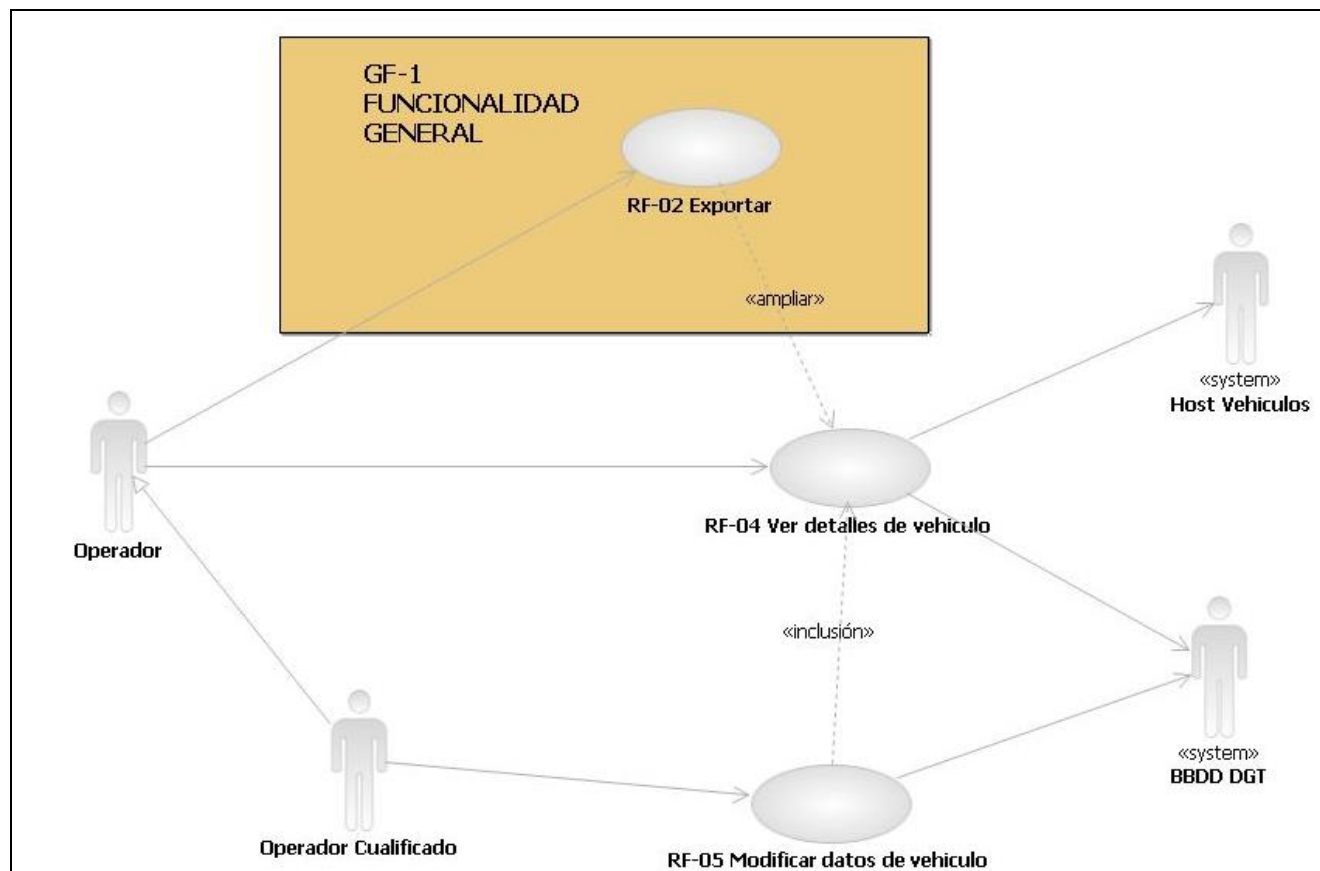 GF-1
FUNCIONALIDAD
GENERAL
RF-02 Exportar
«ampliar»
«system»
Host Vehiculos
RF-04 Ver detalles de vehiculo
Operador
«inclusión»
«system»
BBDD DGT
Operador Cualificado
RF-05 Modificar datos de vehiculo